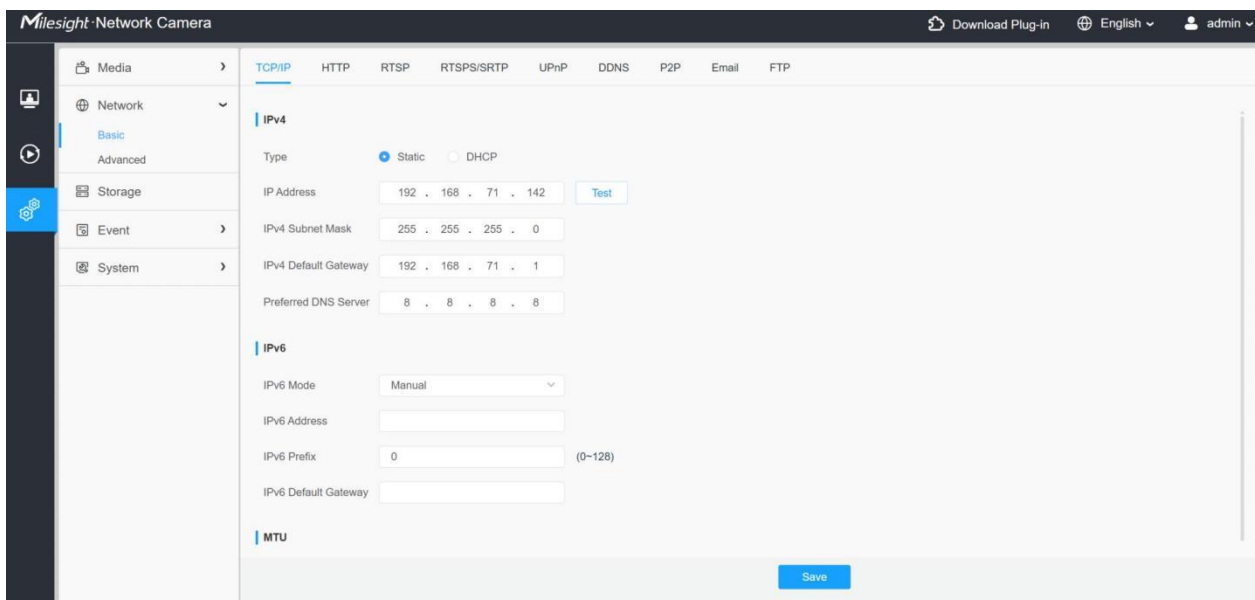 Milesight·Network Camera
Download Plug-in
English
admin
Media
Network
Basic
Advanced
Storage
Event
System
TCP/IP HTTP RTSP RTSPS/SRTP UPnP DDNS P2P Email FTP
IPv4
Type Static DHCP
IP Address 192 . 168 . 71 . 142 Test
IPv4 Subnet Mask 255 . 255 . 255 . 0
IPv4 Default Gateway 192 . 168 . 71 . 1
Preferred DNS Server 8 . 8 . 8 . 8
IPv6
IPv6 Mode Manual
IPv6 Address
IPv6 Prefix 0 (0~128)
IPv6 Default Gateway
MTU
Save